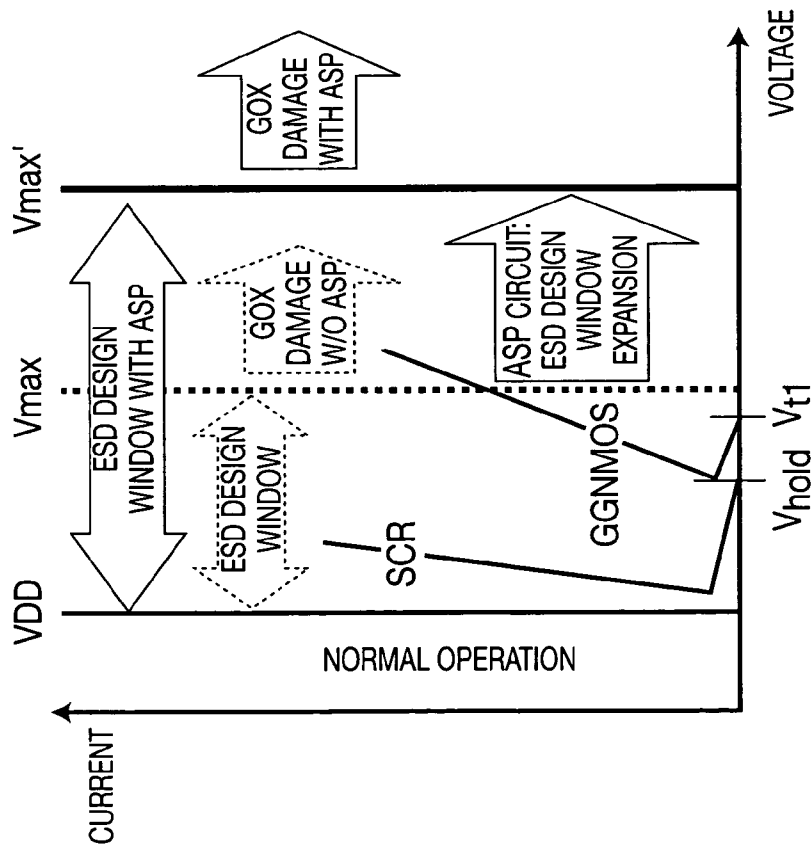 CURRENT
VDD
Vmax
Vmax'
ESD DESIGN
WINDOW WITH ASP
ESD DESIGN
WINDOW
GOX
DAMAGE
W/O ASP
GOX
DAMAGE
WITH ASP
NORMAL OPERATION
SCR
GGNMOS
ASP CIRCUIT:
ESD DESIGN
WINDOW
EXPANSION
Vhold
Vt1
VOLTAGE